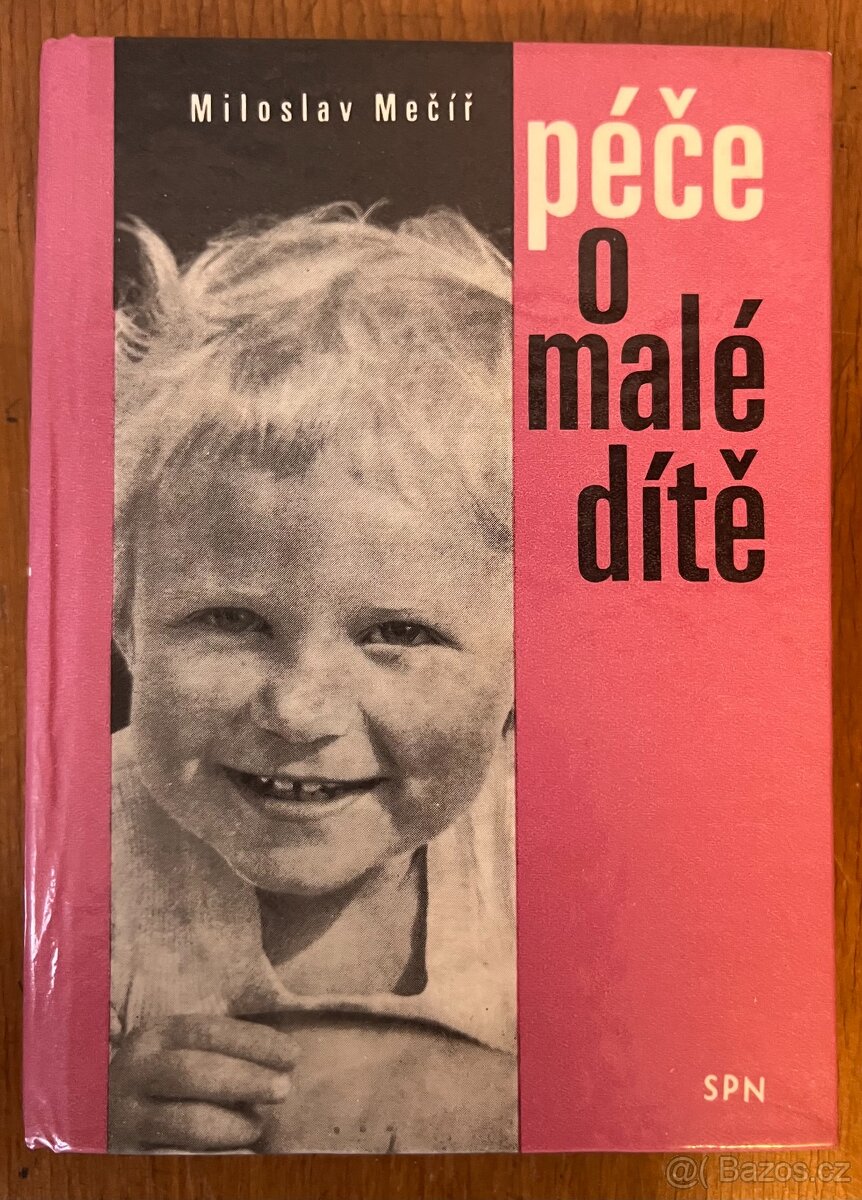 Miloslav Mečíř
péče
o
malé
dítě
SPN
@( Bazos.cz